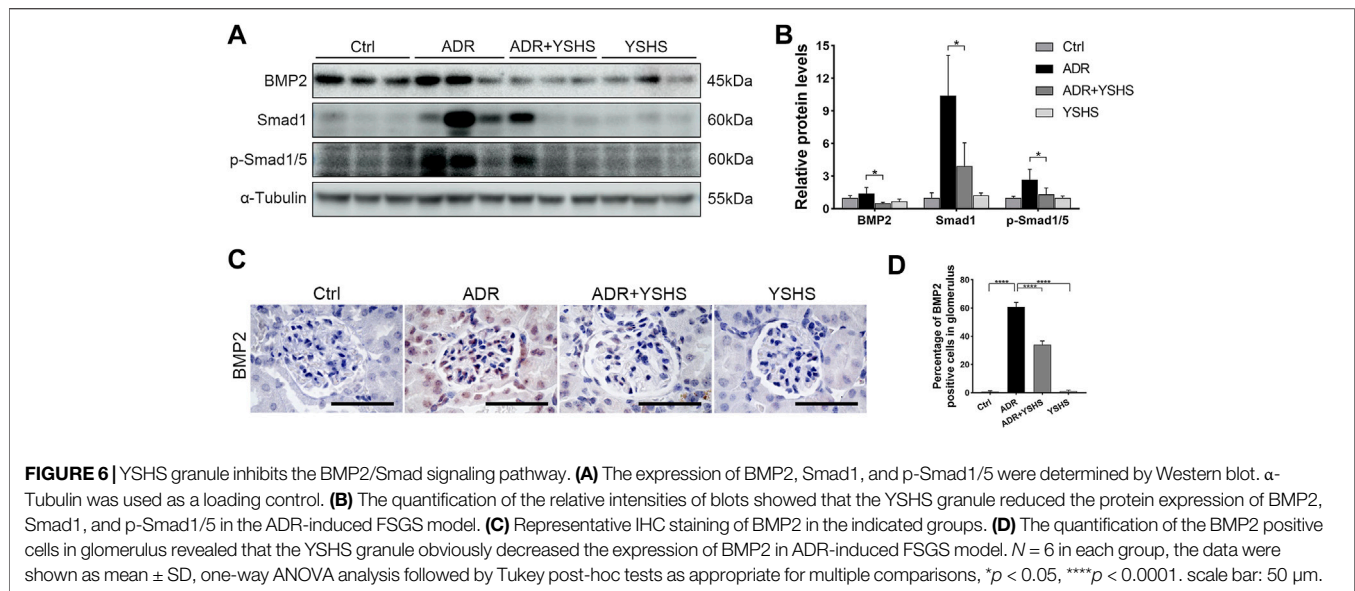 A
Ctrl ADR ADR+YSHS YSHS
BMP2 45kDa
Smad1 60kDa
p-Smad1/5 60kDa
α-Tubulin 55kDa
B
Relative protein levels
15
12
9
6
3
0
BMP2 Smad1 p-Smad1/5
* * *
Ctrl
ADR
ADR+YSHS
YSHS
C
Ctrl ADR ADR+YSHS YSHS
BMP2
D
Percentage of BMP2
positive cells in glomerulus
80
60
40
20
0
**** **** ****
Ctrl ADR ADR+YSHS YSHS
FIGURE 6 | YSHS granule inhibits the BMP2/Smad signaling pathway. (A) The expression of BMP2, Smad1, and p-Smad1/5 were determined by Western blot. α-
Tubulin was used as a loading control. (B) The quantification of the relative intensities of blots showed that the YSHS granule reduced the protein expression of BMP2,
Smad1, and p-Smad1/5 in the ADR-induced FSGS model. (C) Representative IHC staining of BMP2 in the indicated groups. (D) The quantification of the BMP2 positive
cells in glomerulus revealed that the YSHS granule obviously decreased the expression of BMP2 in ADR-induced FSGS model. N = 6 in each group, the data were
shown as mean ± SD, one-way ANOVA analysis followed by Tukey post-hoc tests as appropriate for multiple comparisons, *p < 0.05, ****p < 0.0001. scale bar: 50 μm.